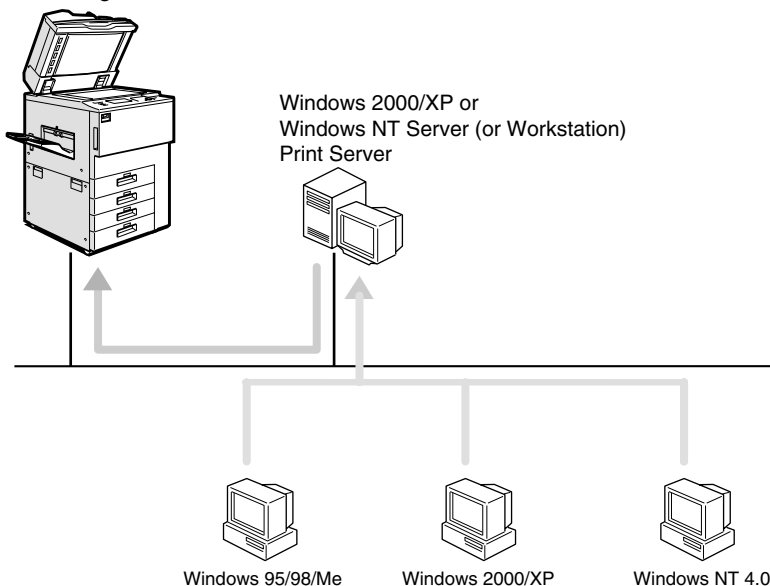 Windows 2000/XP or
Windows NT Server (or Workstation)
Print Server
Windows 95/98/Me
Windows 2000/XP
Windows NT 4.0